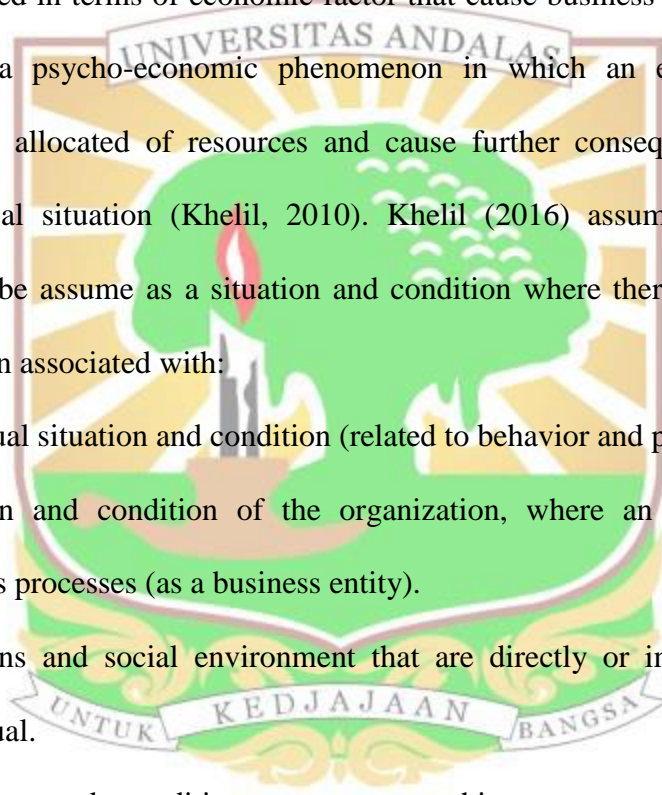 ed in terms of economic factor that cause business
UNIVERSITAS ANDALAS
a psycho-economic phenomenon in which an e
allocated of resources and cause further conseq
al situation (Khelil, 2010). Khelil (2016) assum
be assume as a situation and condition where ther
n associated with:
ual situation and condition (related to behavior and p
n and condition of the organization, where an
s processes (as a business entity).
ns and social environment that are directly or in
UNTUK KEDJAJAAN BANGSA
ual.